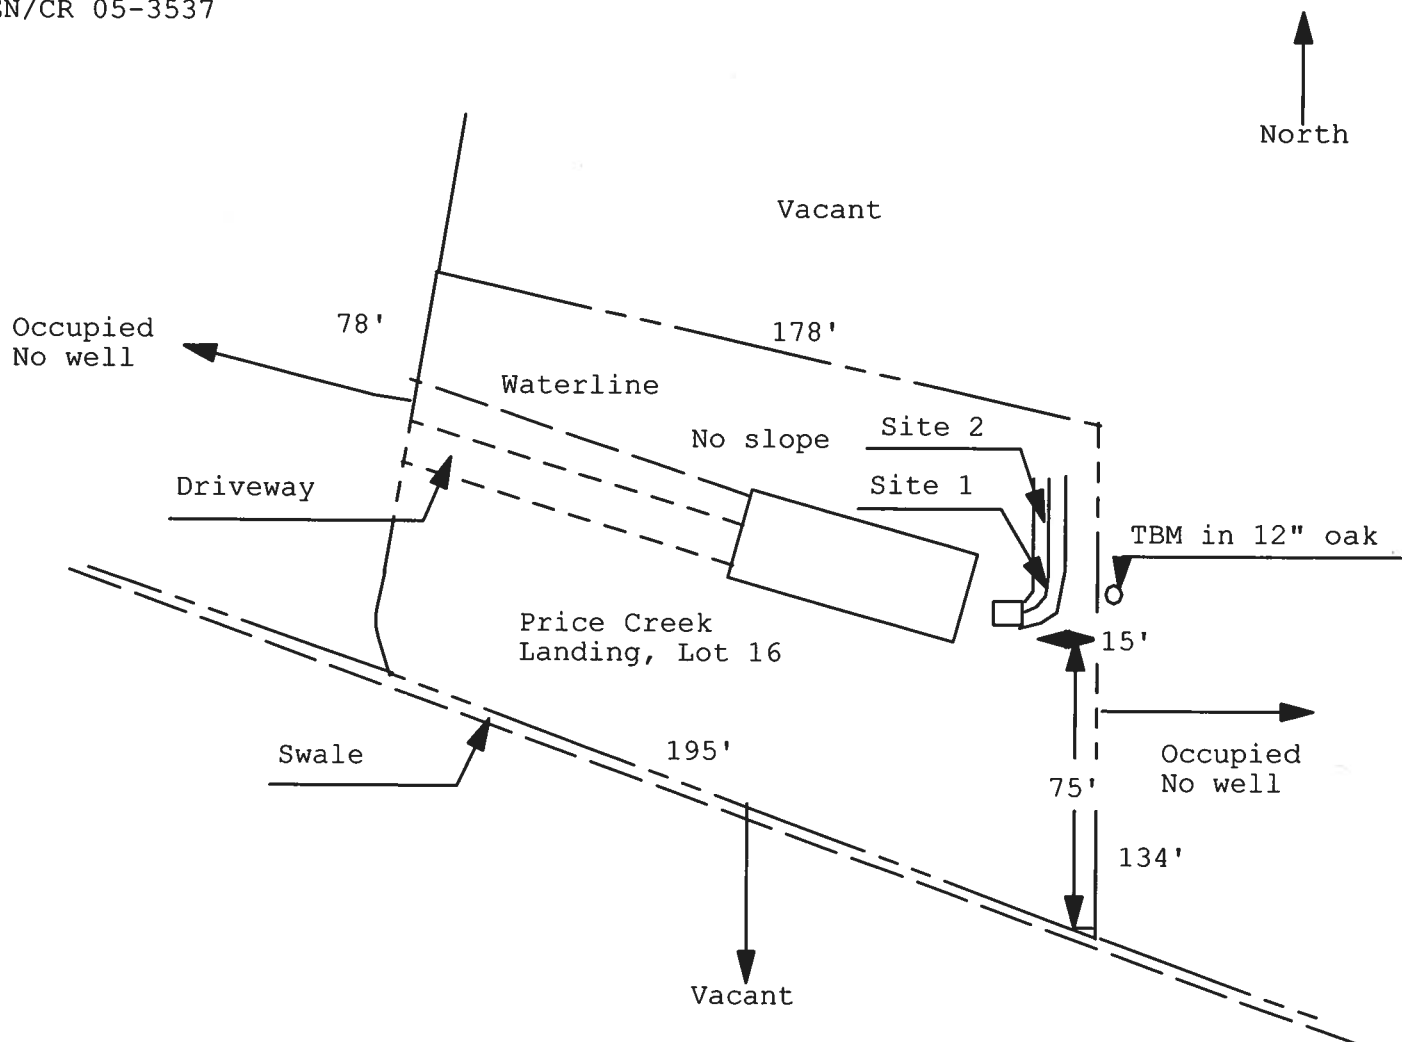 EN/CR 05-3537
North
Vacant
Occupied
No well
78'
178'
Waterline
No slope
Site 2
Site 1
Driveway
TBM in 12" oak
Price Creek
Landing, Lot 16
15'
Swale
195'
Occupied
No well
75'
134'
Vacant